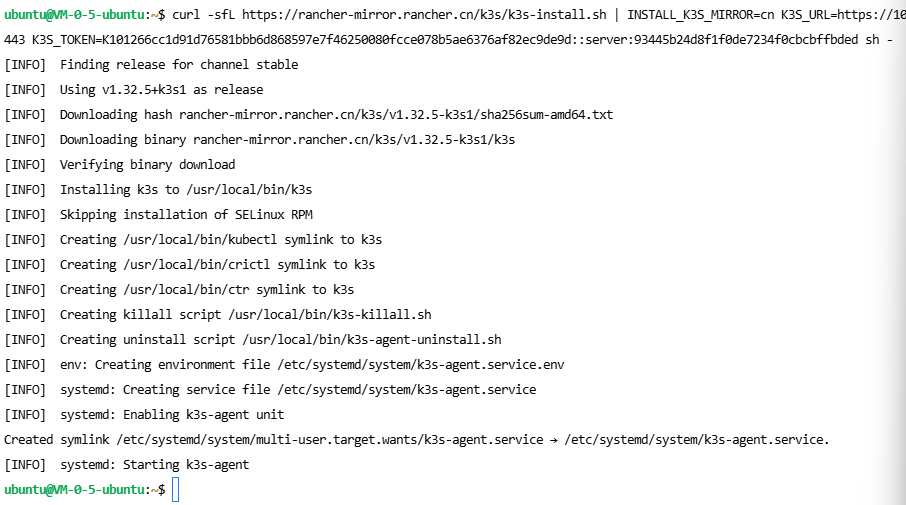 ubuntu@VM-0-5-ubuntu:~$ curl -sfL https://rancher-mirror.rancher.cn/k3s/k3s-install.sh | INSTALL_K3S_MIRROR=cn K3S_URL=https://10
443 K3S_TOKEN=K101266cc1d91d76581bbb6d868597e7f46250080fcce078b5ae6376af82ec9de9d::server:93445b24d8f1f0de7234f0cbcbffbded sh -
[INFO]  Finding release for channel stable
[INFO]  Using v1.32.5+k3s1 as release
[INFO]  Downloading hash rancher-mirror.rancher.cn/k3s/v1.32.5-k3s1/sha256sum-amd64.txt
[INFO]  Downloading binary rancher-mirror.rancher.cn/k3s/v1.32.5-k3s1/k3s
[INFO]  Verifying binary download
[INFO]  Installing k3s to /usr/local/bin/k3s
[INFO]  Skipping installation of SELinux RPM
[INFO]  Creating /usr/local/bin/kubectl symlink to k3s
[INFO]  Creating /usr/local/bin/crictl symlink to k3s
[INFO]  Creating /usr/local/bin/ctr symlink to k3s
[INFO]  Creating killall script /usr/local/bin/k3s-killall.sh
[INFO]  Creating uninstall script /usr/local/bin/k3s-agent-uninstall.sh
[INFO]  env: Creating environment file /etc/systemd/system/k3s-agent.service.env
[INFO]  systemd: Creating service file /etc/systemd/system/k3s-agent.service
[INFO]  systemd: Enabling k3s-agent unit
Created symlink /etc/systemd/system/multi-user.target.wants/k3s-agent.service → /etc/systemd/system/k3s-agent.service.
[INFO]  systemd: Starting k3s-agent
ubuntu@VM-0-5-ubuntu:~$